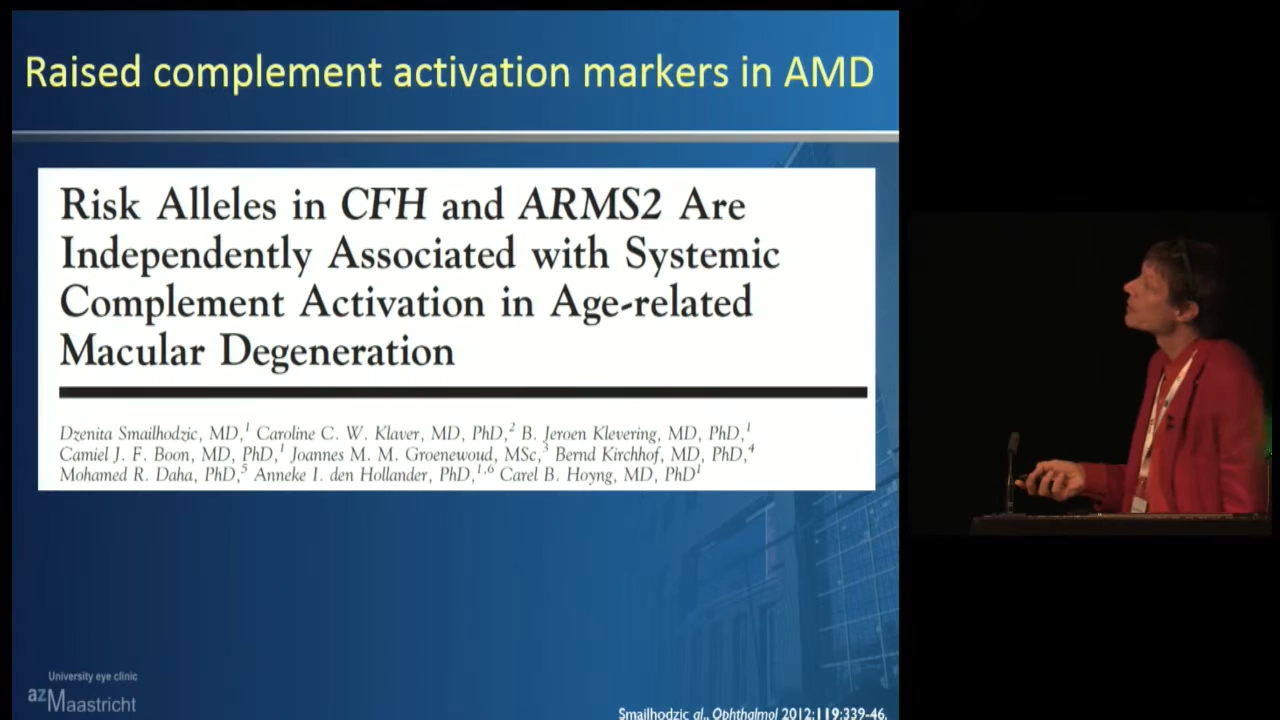 Raised complement activation markers in AMD
Risk Alleles in CFH and ARMS2 Are
Independently Associated with Systemic
Complement Activation in Age-related
Macular Degeneration
Dzenita Smailhodzic, MD,1 Caroline C. W. Klaver, MD, PhD,2 B. Jeroen Klevering, MD, PhD,1
Camiel J. F. Boon, MD, PhD,1 Joannes M. M. Groenewoud, MSc,3 Bernd Kirchhof, MD, PhD,4
Mohamed R. Daha, PhD,5 Anneke I. den Hollander, PhD,1,6 Carel B. Hoyng, MD, PhD1
University eye clinic
azMaastricht
Smailhodzic al., Ophthalmol 2012;119:339-46.